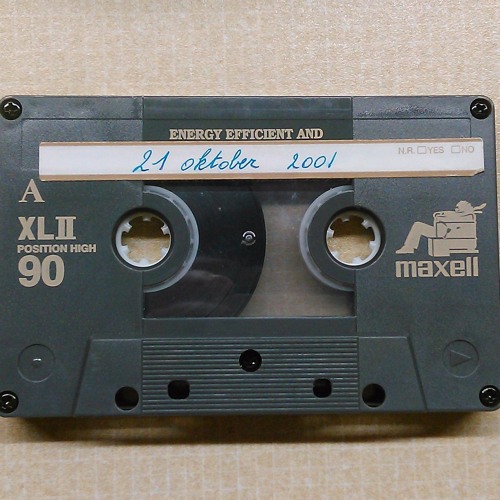 ENERGY EFFICIENT AND
21 oktober 2001
N.R. YES NO
A
XLII
POSITION HIGH
90
maxell